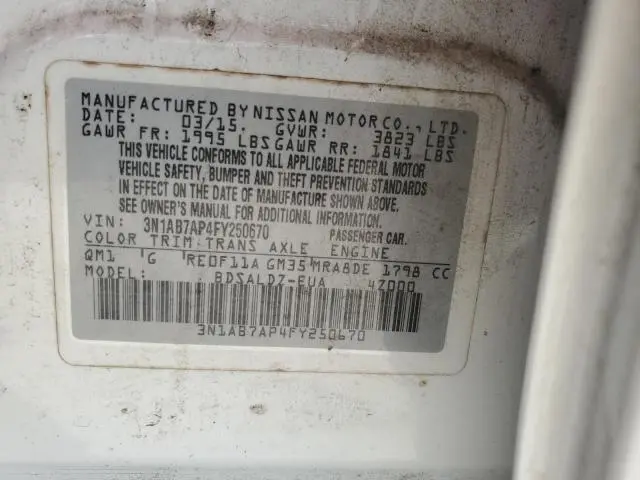 MANUFACTURED BY NISSAN MOTOR CO., LTD.
DATE: 03/15, GVWR: 3823 LBS
GAWR FR: 1995 LBS GAWR RR: 1841 LBS
THIS VEHICLE CONFORMS TO ALL APPLICABLE FEDERAL MOTOR
VEHICLE SAFETY, BUMPER AND THEFT PREVENTION STANDARDS
IN EFFECT ON THE DATE OF MANUFACTURE SHOWN ABOVE.
SEE OWNER'S MANUAL FOR ADDITIONAL INFORMATION.
VIN: 3N1AB7AP4FY250670 PASSENGER CAR.
COLOR TRIM TRANS AXLE ENGINE
QM1 G RE0F11A GM35 MRA8DE 1798 CC
MODEL: BDSALDZ-EUA 47000
3N1AB7AP4FY250670